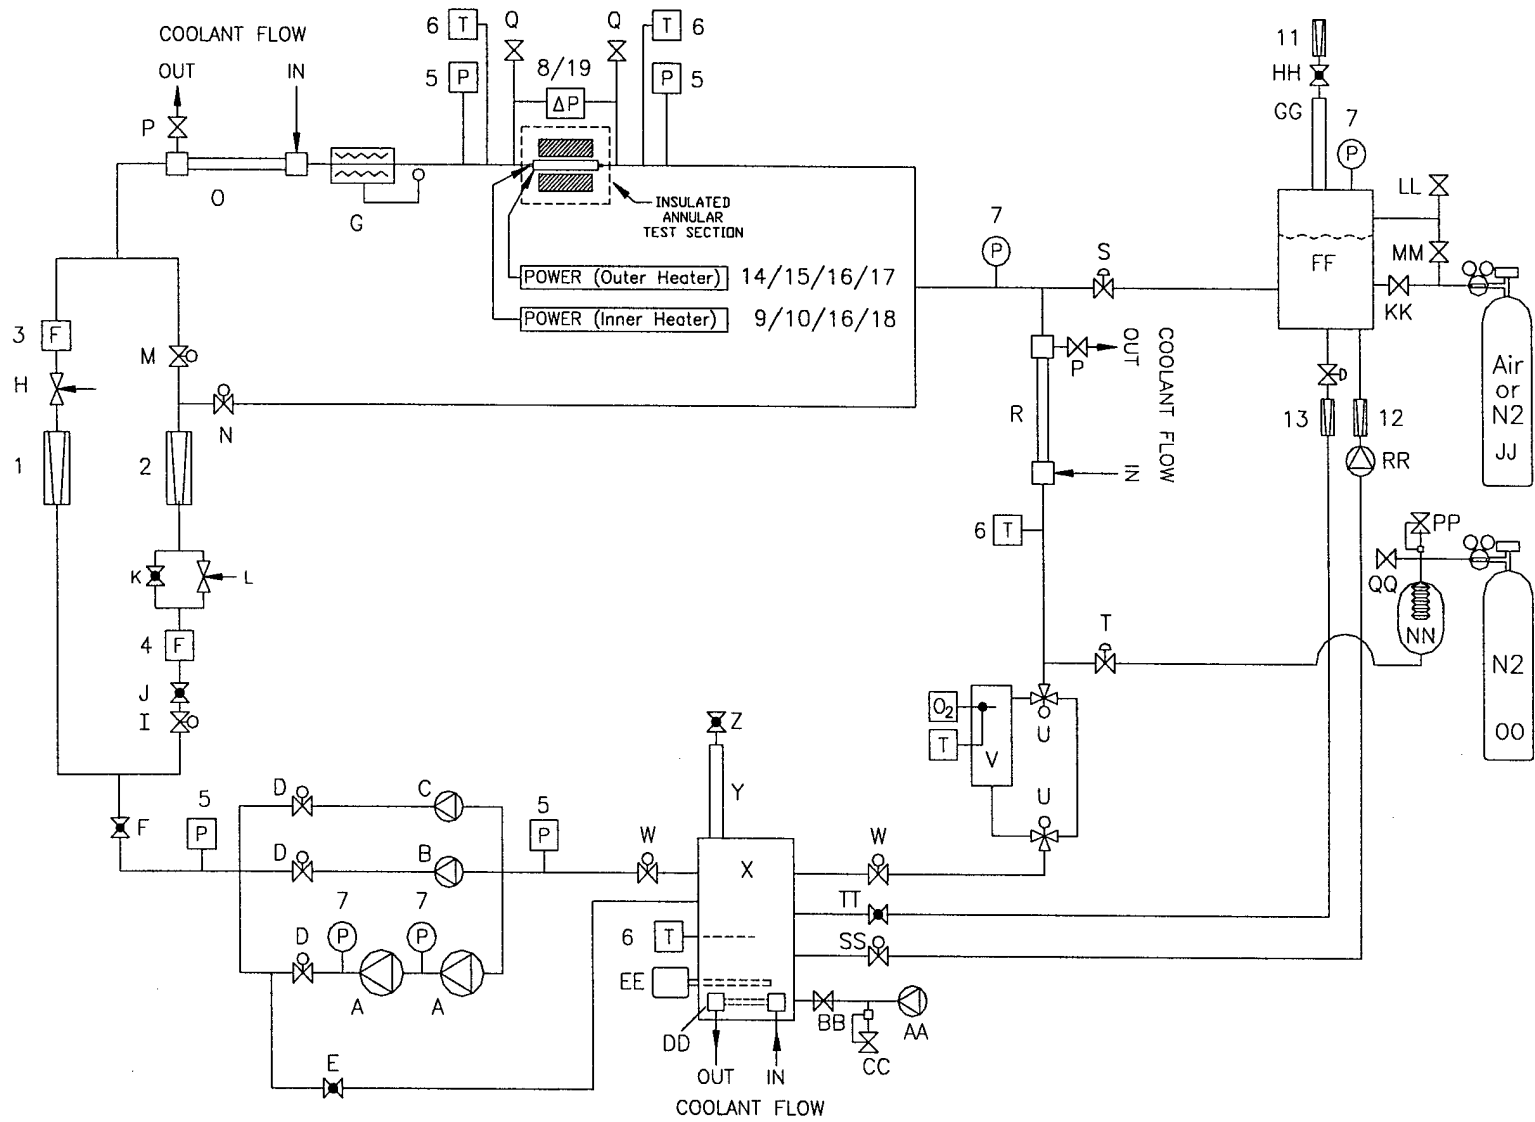 COOLANT FLOW
OUT
IN
P
O
G
6
T
5
P
Q
8/19
ΔP
Q
T
6
P
5
INSULATED
ANNULAR
TEST SECTION
POWER (Outer Heater)
14/15/16/17
POWER (Inner Heater)
9/10/16/18
3
F
H
1
M
N
2
K
L
4
F
J
I
F
7
P
S
P
OUT
COOLANT FLOW
IN
R
6
T
T
11
HH
GG
7
P
FF
LL
MM
KK
Air
or
N2
JJ
13
12
RR
PP
QQ
NN
N2
OO
O2
T
V
U
U
5
P
D
C
D
B
7
P
7
P
D
A
A
E
5
P
W
Z
Y
X
W
TT
SS
6
T
EE
DD
BB
CC
AA
OUT
IN
COOLANT FLOW